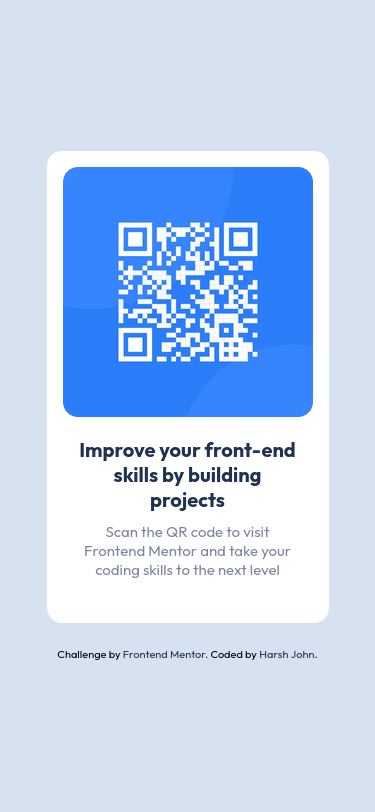 Improve your front-end
skills by building
projects
Scan the QR code to visit
Frontend Mentor and take your
coding skills to the next level
Challenge by Frontend Mentor. Coded by Harsh John.